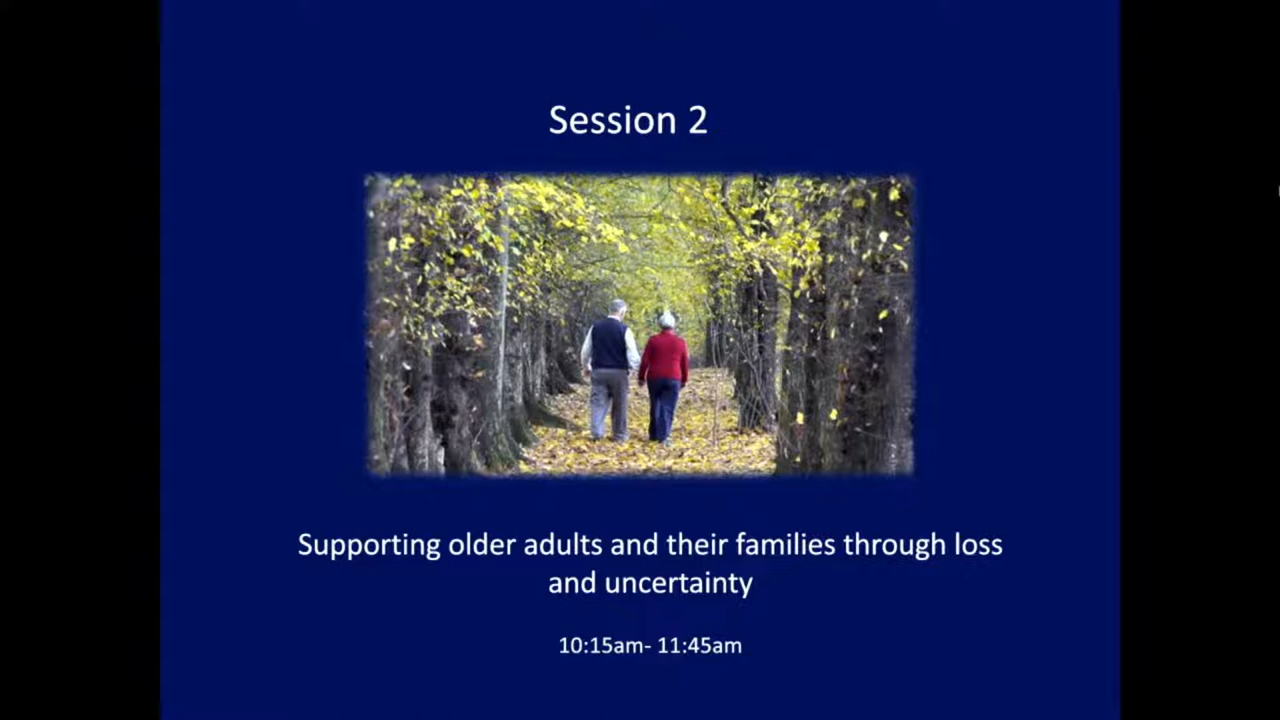 Session 2
Supporting older adults and their families through loss
and uncertainty
10:15am- 11:45am